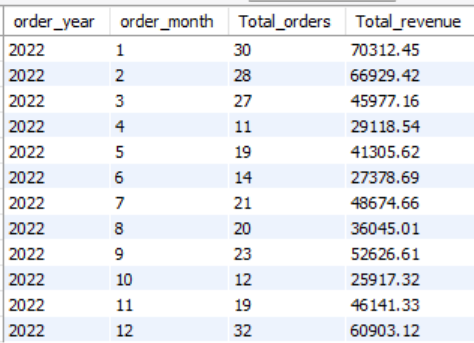 order_year order_month Total_orders Total_revenue
2022 1 30 70312.45
2022 2 28 66929.42
2022 3 27 45977.16
2022 4 11 29118.54
2022 5 19 41305.62
2022 6 14 27378.69
2022 7 21 48674.66
2022 8 20 36045.01
2022 9 23 52626.61
2022 10 12 25917.32
2022 11 19 46141.33
2022 12 32 60903.12